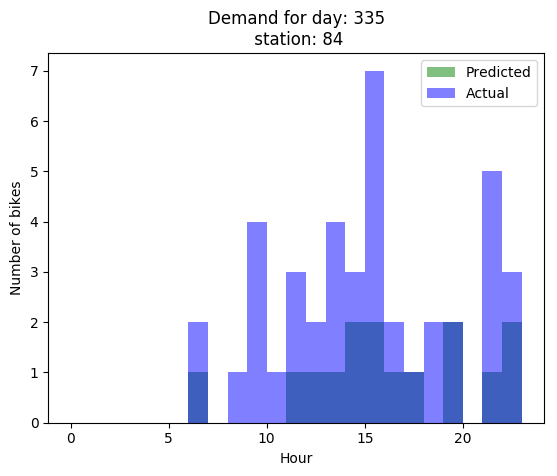 Demand for day: 335
station: 84
Predicted
Actual
7
6
5
4
3
2
1
0
Number of bikes
0 5 10 15 20
Hour